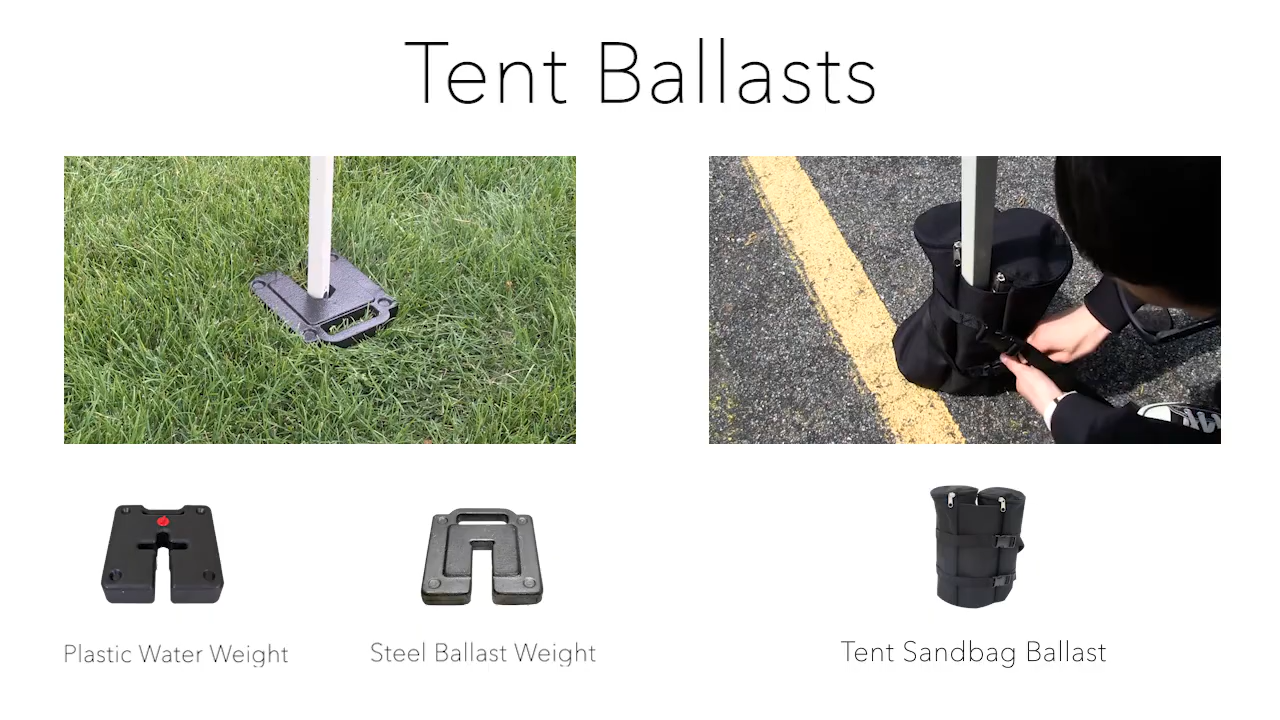 Tent Ballasts
Plastic Water Weight
Steel Ballast Weight
Tent Sandbag Ballast